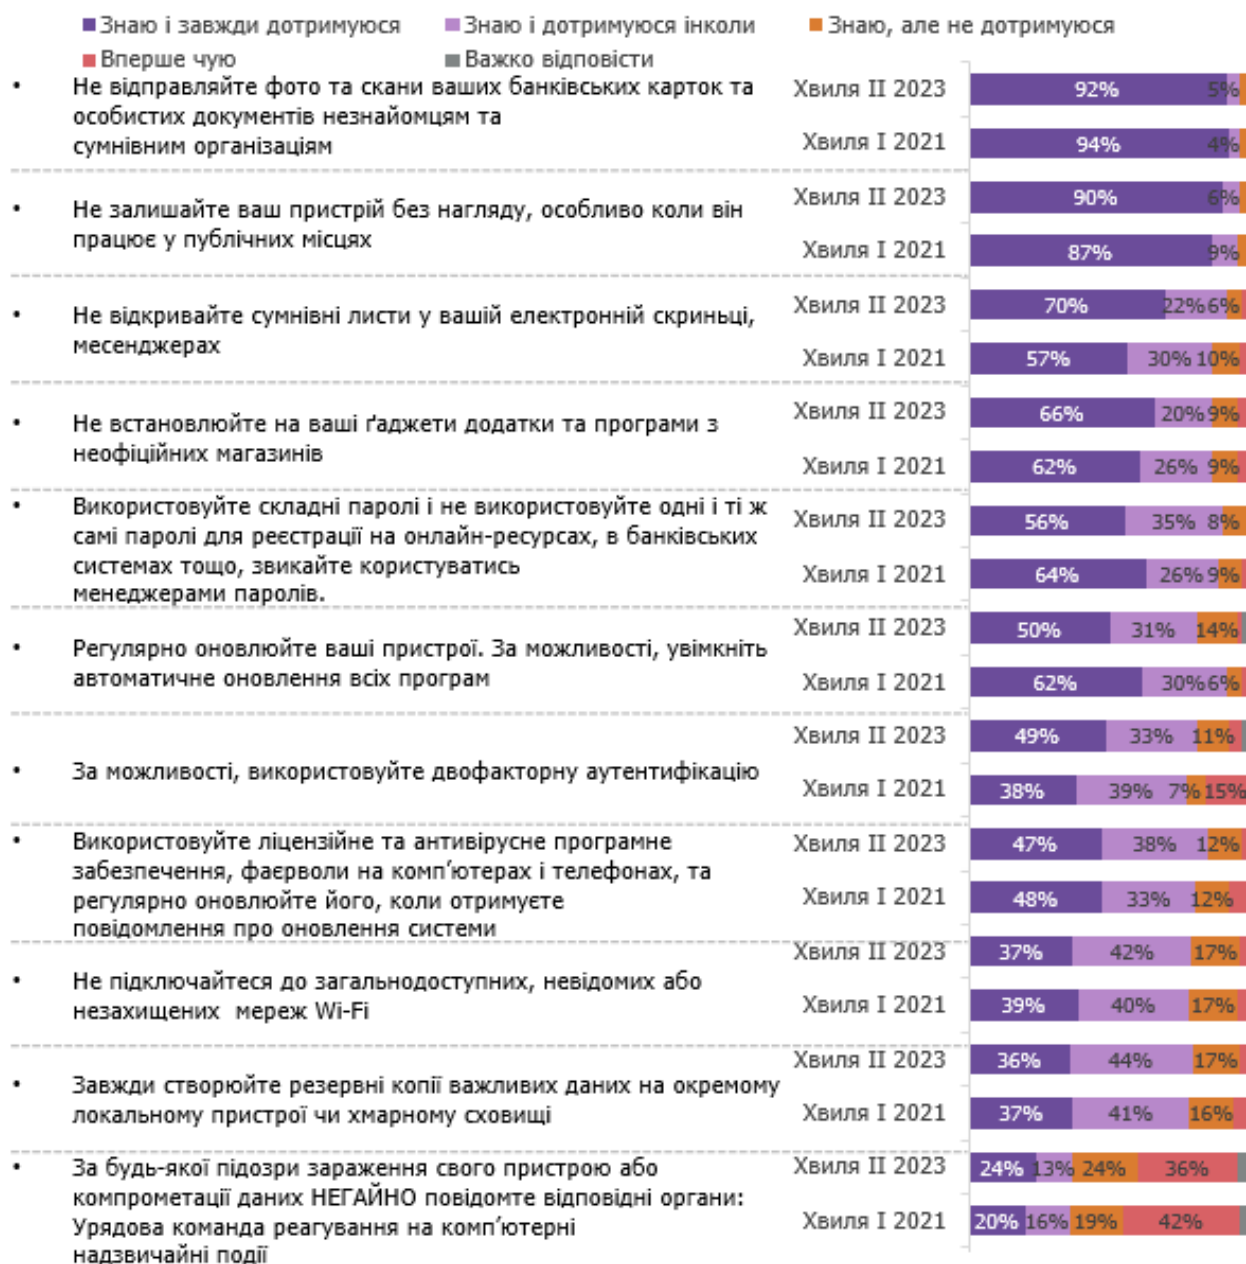 Знаю і завжди дотримуюся Знаю і дотримуюся інколи Знаю, але не дотримуюся
Вперше чую Важко відповісти
• Не відправляйте фото та скани ваших банківських карток та
особистих документів незнайомцям та
сумнівним організаціям
Хвиля II 2023 92% 5%
Хвиля I 2021 94% 4%
• Не залишайте ваш пристрій без нагляду, особливо коли він
працює у публічних місцях
Хвиля II 2023 90% 6%
Хвиля I 2021 87% 9%
• Не відкривайте сумнівні листи у вашій електронній скриньці,
месенджерах
Хвиля II 2023 70% 22% 6%
Хвиля I 2021 57% 30% 10%
• Не встановлюйте на ваші ґаджети додатки та програми з
неофіційних магазинів
Хвиля II 2023 66% 20% 9%
Хвиля I 2021 62% 26% 9%
• Використовуйте складні паролі і не використовуйте одні і ті ж
самі паролі для реєстрації на онлайн-ресурсах, в банківських
системах тощо, звикайте користуватись
менеджерами паролів.
Хвиля II 2023 56% 35% 8%
Хвиля I 2021 64% 26% 9%
• Регулярно оновлюйте ваші пристрої. За можливості, увімкніть
автоматичне оновлення всіх програм
Хвиля II 2023 50% 31% 14%
Хвиля I 2021 62% 30% 6%
• За можливості, використовуйте двофакторну аутентифікацію
Хвиля II 2023 49% 33% 11%
Хвиля I 2021 38% 39% 7% 15%
• Використовуйте ліцензійне та антивірусне програмне
забезпечення, фаєрволи на комп’ютерах і телефонах, та
регулярно оновлюйте його, коли отримуєте
повідомлення про оновлення системи
Хвиля II 2023 47% 38% 12%
Хвиля I 2021 48% 33% 12%
• Не підключайтеся до загальнодоступних, невідомих або
незахищених мереж Wi-Fi
Хвиля II 2023 37% 42% 17%
Хвиля I 2021 39% 40% 17%
• Завжди створюйте резервні копії важливих даних на окремому
локальному пристрої чи хмарному сховищі
Хвиля II 2023 36% 44% 17%
Хвиля I 2021 37% 41% 16%
• За будь-якої підозри зараження свого пристрою або
компрометації даних НЕГАЙНО повідомте відповідні органи:
Урядова команда реагування на комп’ютерні
надзвичайні події
Хвиля II 2023 24% 13% 24% 36%
Хвиля I 2021 20% 16% 19% 42%